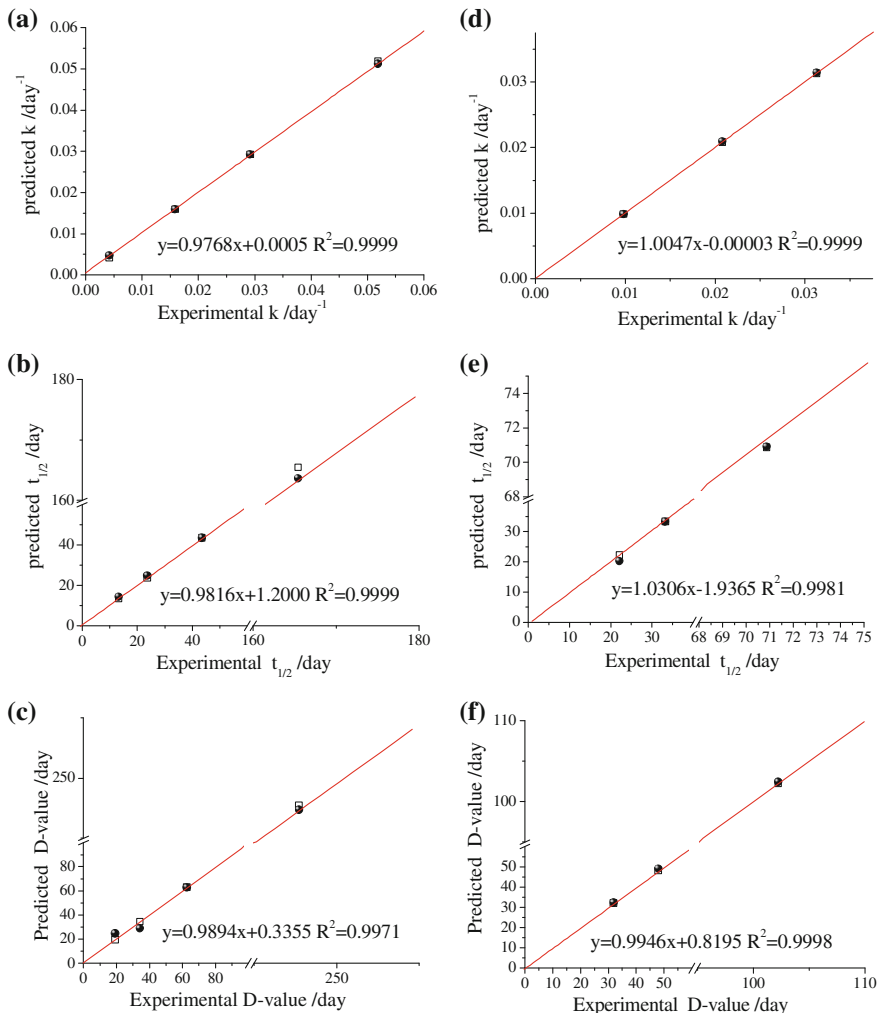 (a)
0.06
0.05
0.04
0.03
0.02
0.01
0.00
predicted k /day-1
y=0.9768x+0.0005 R2=0.9999
0.00 0.01 0.02 0.03 0.04 0.05 0.06
Experimental k /day-1
(d)
0.03
0.02
0.01
0.00
predicted k /day-1
y=1.0047x-0.00003 R2=0.9999
0.00 0.01 0.02 0.03
Experimental k /day-1
(b)
180
160
40
20
0
predicted t1/2 /day
y=0.9816x+1.2000 R2=0.9999
0 20 40 160 180
Experimental t1/2 /day
(e)
74
72
70
68
30
20
10
0
predicted t1/2 /day
y=1.0306x-1.9365 R2=0.9981
0 10 20 30 68 69 70 71 72 73 74 75
Experimental t1/2 /day
(c)
250
80
60
40
20
0
Predicted D-value /day
y=0.9894x+0.3355 R2=0.9971
0 20 40 60 80 250
Experimental D-value /day
(f)
110
100
50
40
30
20
10
0
Predicted D-value /day
y=0.9946x+0.8195 R2=0.9998
0 10 20 30 40 50 100 110
Experimental D-value /day